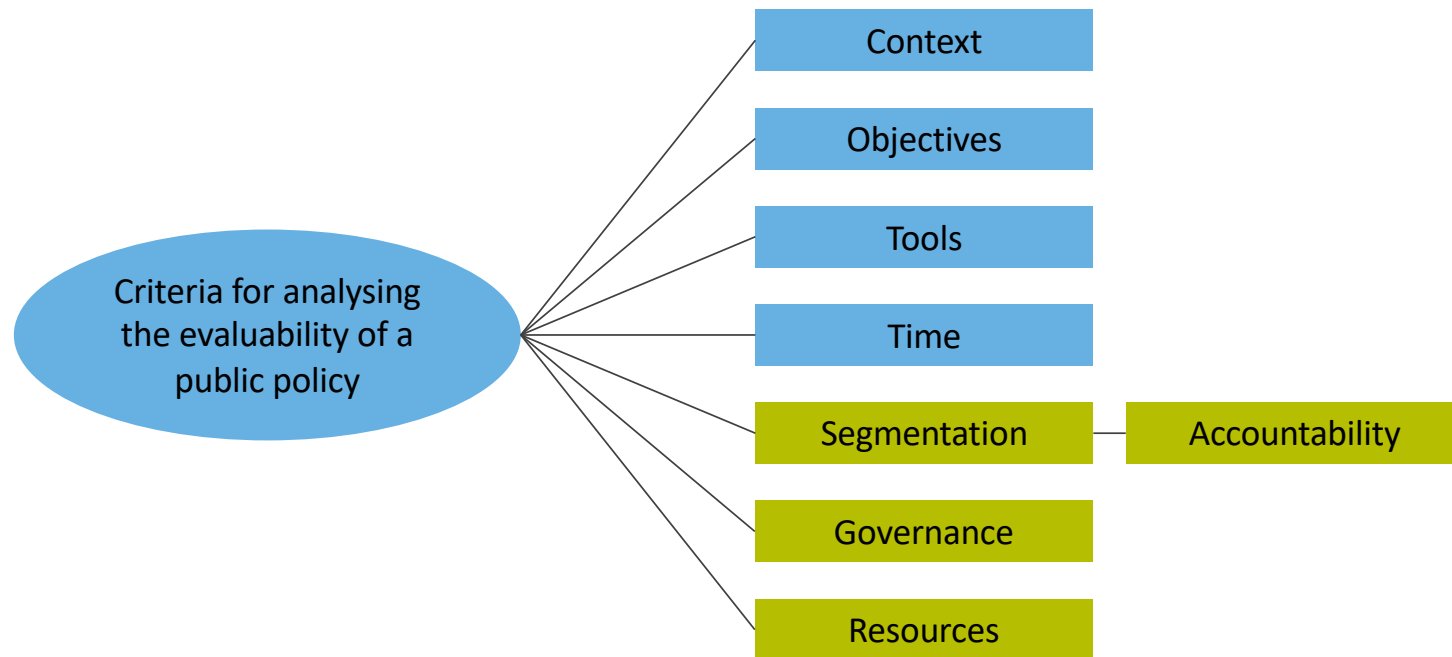 Context
Objectives
Tools
Criteria for analysing
the evaluability of a
public policy
Time
Segmentation
Accountability
Governance
Resources